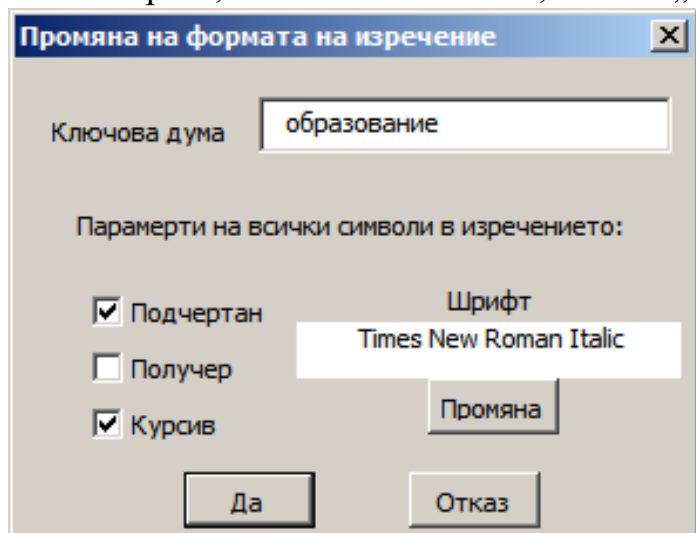 Промяна на формата на изречение
Ключова дума образование
Парамерти на всички символи в изречението:
Подчертан
Шрифт
Times New Roman Italic
Получер
Промяна
Курсив
Да Отказ